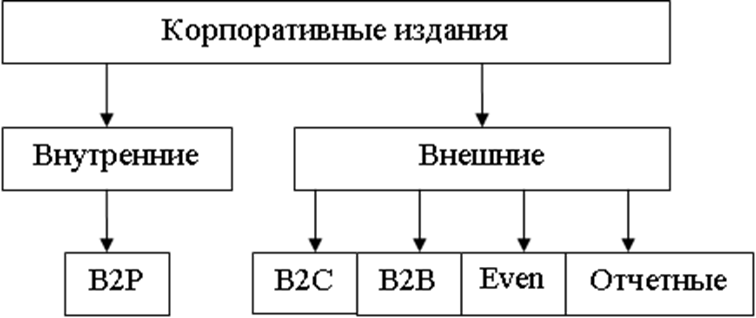 Корпоративные издания
Внутренние
Внешние
B2P
B2C
B2B
Even
Отчетные